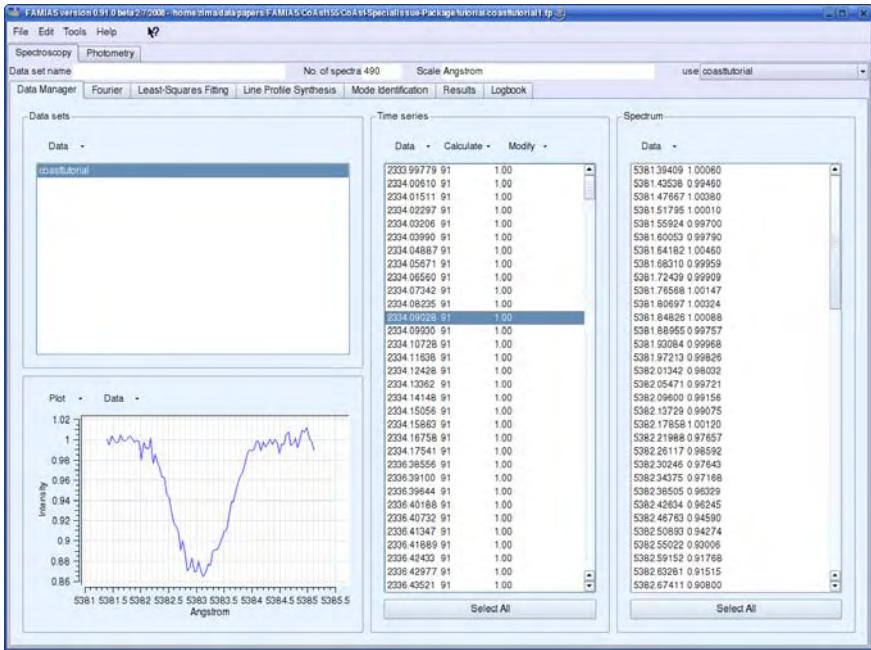 FAMIAS version 0.91.0 beta 2/7/2008 - home/zima/data/papers/FAMIAS/CoAst155/CoAst-SpecialIssue-Package/tutorial/coasttutorial1.fp
File Edit Tools Help
Spectroscopy Photometry
Data set name No. of spectra 490 Scale Angstrom use coasttutorial
Data Manager Fourier Least-Squares Fitting Line Profile Synthesis Mode Identification Results Logbook
Data sets
Data
coasttutorial
Plot Data
1.02
1
0.98
0.96
0.94
0.92
0.9
0.88
0.86
Intensity
5381 5381.5 5382 5382.5 5383 5383.5 5384 5384.5 5385 5385.5
Angstrom
Time series
Data Calculate Modify
2333.99779 91 1.00
2334.00610 91 1.00
2334.01511 91 1.00
2334.02297 91 1.00
2334.03206 91 1.00
2334.03990 91 1.00
2334.04887 91 1.00
2334.05671 91 1.00
2334.06560 91 1.00
2334.07342 91 1.00
2334.08235 91 1.00
2334.09028 91 1.00
2334.09930 91 1.00
2334.10728 91 1.00
2334.11638 91 1.00
2334.12428 91 1.00
2334.13362 91 1.00
2334.14148 91 1.00
2334.15056 91 1.00
2334.15863 91 1.00
2334.16758 91 1.00
2334.17541 91 1.00
2336.38556 91 1.00
2336.39100 91 1.00
2336.39644 91 1.00
2336.40188 91 1.00
2336.40732 91 1.00
2336.41347 91 1.00
2336.41889 91 1.00
2336.42433 91 1.00
2336.42977 91 1.00
2336.43521 91 1.00
Select All
Spectrum
Data
5381.39409 1.00060
5381.43538 0.99460
5381.47667 1.00380
5381.51795 1.00010
5381.55924 0.99700
5381.60053 0.99790
5381.64182 1.00460
5381.68310 0.99959
5381.72439 0.99909
5381.76568 1.00147
5381.80697 1.00324
5381.84826 1.00088
5381.88955 0.99757
5381.93084 0.99968
5381.97213 0.99826
5382.01342 0.98032
5382.05471 0.99721
5382.09600 0.99156
5382.13729 0.99075
5382.17858 1.00120
5382.21988 0.97657
5382.26117 0.98592
5382.30246 0.97643
5382.34375 0.97168
5382.38505 0.96329
5382.42634 0.96245
5382.46763 0.94590
5382.50893 0.94274
5382.55022 0.93006
5382.59152 0.91768
5382.63281 0.91515
5382.67411 0.90800
Select All